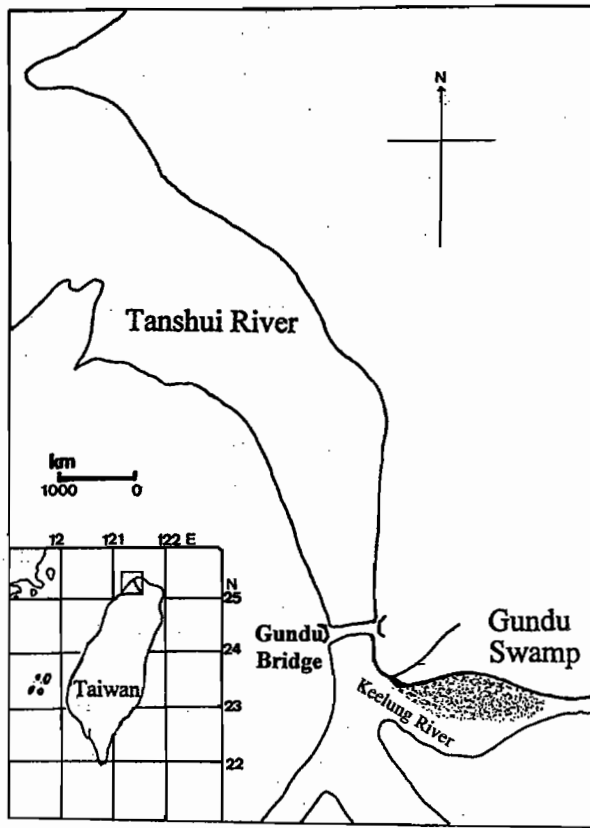 N
Tanshui River
km
1000 0
12 121 122 E
N
25
24
23
22
Taiwan
Gundu
Bridge
Gundu
Swamp
Keelung River